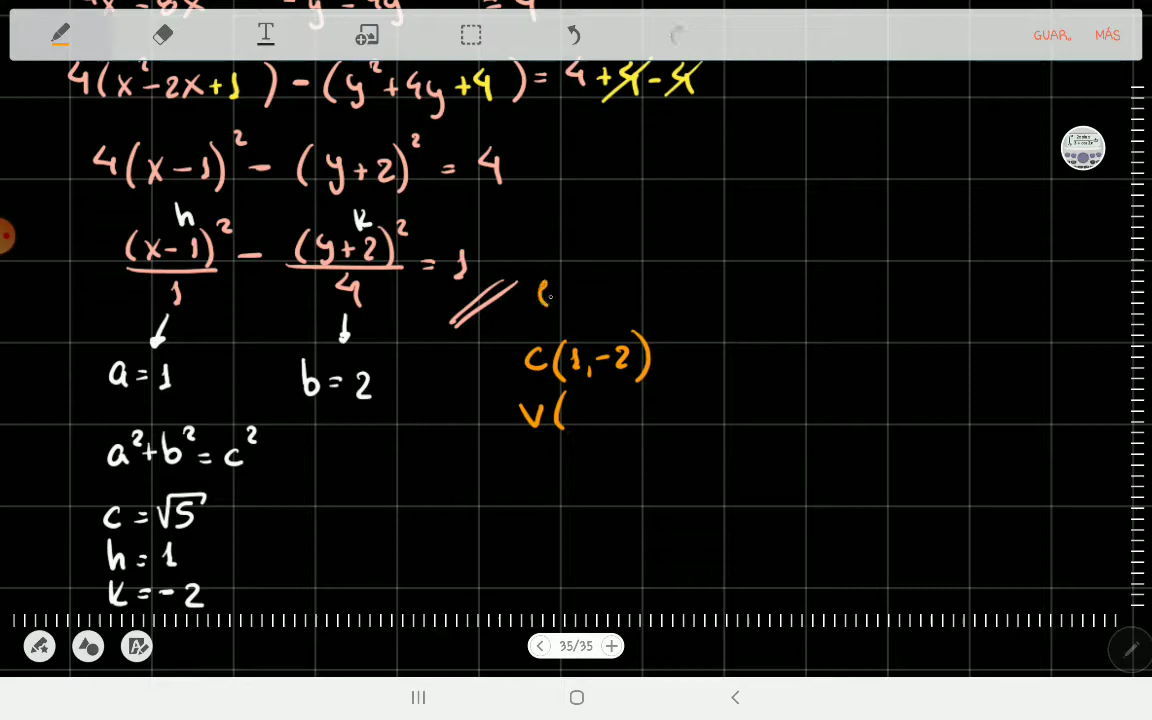 GUAR. MÁS
4(x²-2x+1) - (y²+4y+4) = 4+4-4
4(x-1)² - (y+2)² = 4
h k
(x-1)²/1 - (y+2)²/4 = 1
(
a=1 b=2
C(1,-2)
V(
a²+b²=c²
c=√5
h=1
k=-2
35/35